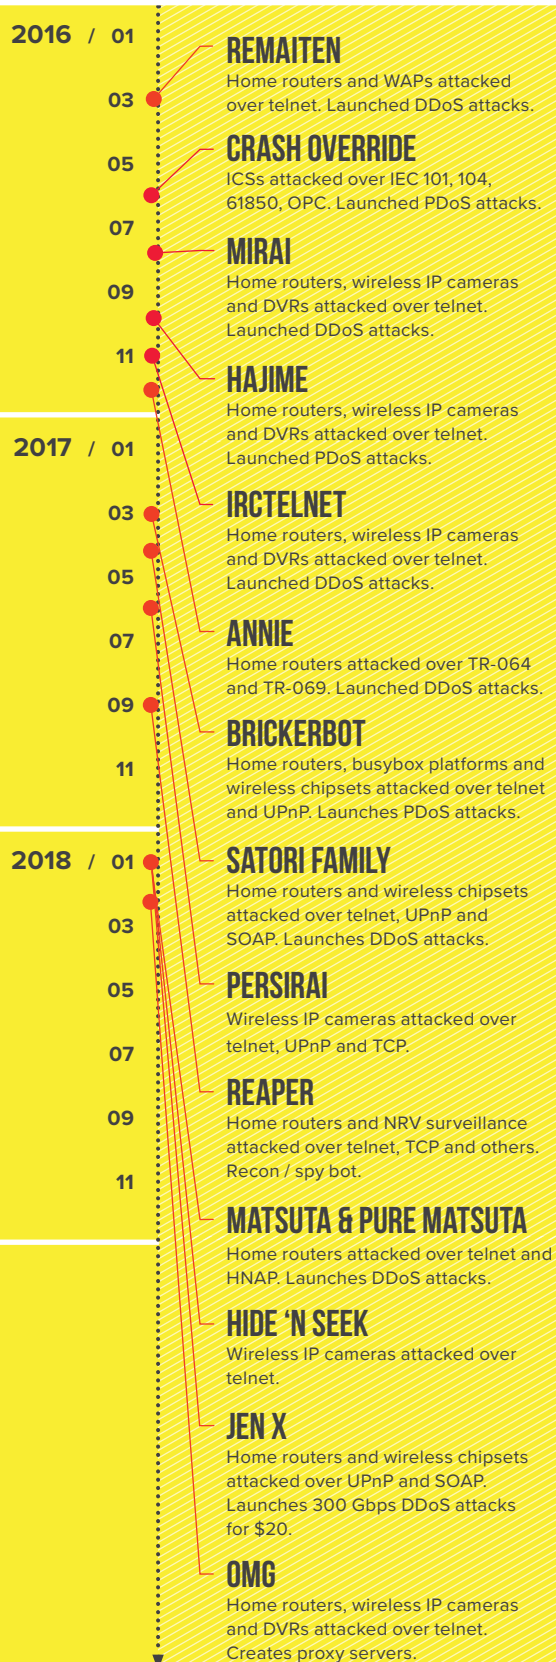 2016 / 01
03
05
07
09
11
2017 / 01
03
05
07
09
11
2018 / 01
03
05
07
09
11
REMAITEN
Home routers and WAPs attacked
over telnet. Launched DDoS attacks.
CRASH OVERRIDE
ICSs attacked over IEC 101, 104,
61850, OPC. Launched PDoS attacks.
MIRAI
Home routers, wireless IP cameras
and DVRs attacked over telnet.
Launched DDoS attacks.
HAJIME
Home routers, wireless IP cameras
and DVRs attacked over telnet.
Launched PDoS attacks.
IRCTELNET
Home routers, wireless IP cameras
and DVRs attacked over telnet.
Launched DDoS attacks.
ANNIE
Home routers attacked over TR-064
and TR-069. Launched DDoS attacks.
BRICKERBOT
Home routers, busybox platforms and
wireless chipsets attacked over telnet
and UPnP. Launches PDoS attacks.
SATORI FAMILY
Home routers and wireless chipsets
attacked over telnet, UPnP and
SOAP. Launches DDoS attacks.
PERSIRAI
Wireless IP cameras attacked over
telnet, UPnP and TCP.
REAPER
Home routers and NRV surveillance
attacked over telnet, TCP and others.
Recon / spy bot.
MATSUTA & PURE MATSUTA
Home routers attacked over telnet and
HNAP. Launches DDoS attacks.
HIDE ‘N SEEK
Wireless IP cameras attacked over
telnet.
JEN X
Home routers and wireless chipsets
attacked over UPnP and SOAP.
Launches 300 Gbps DDoS attacks
for $20.
OMG
Home routers, wireless IP cameras
and DVRs attacked over telnet.
Creates proxy servers.